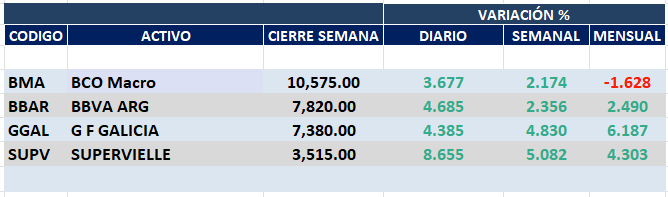 VARIACIÓN %
CODIGO ACTIVO CIERRE SEMANA DIARIO SEMANAL MENSUAL
BMA BCO Macro 10,575.00 3.677 2.174 -1.628
BBAR BBVA ARG 7,820.00 4.685 2.356 2.490
GGAL G F GALICIA 7,380.00 4.385 4.830 6.187
SUPV SUPERVIELLE 3,515.00 8.655 5.082 4.303